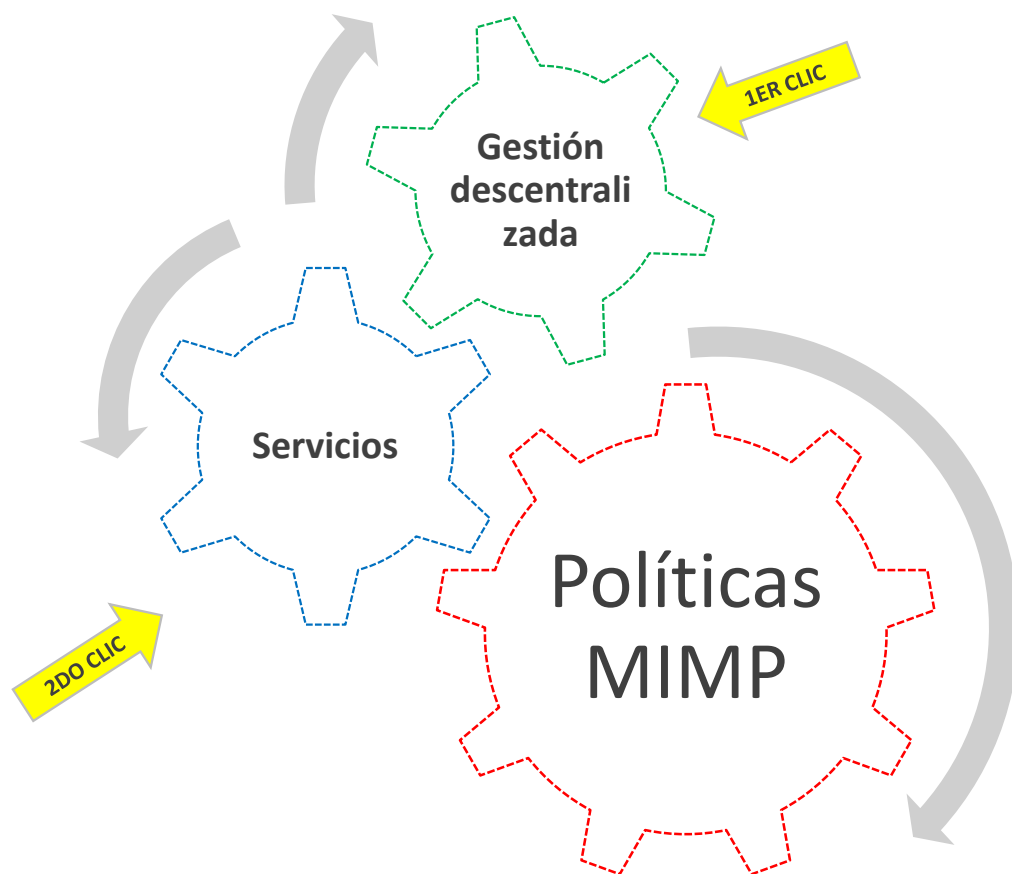 1ER CLIC
Gestión
descentrali
zada
Servicios
Políticas
MIMP
2DO CLIC